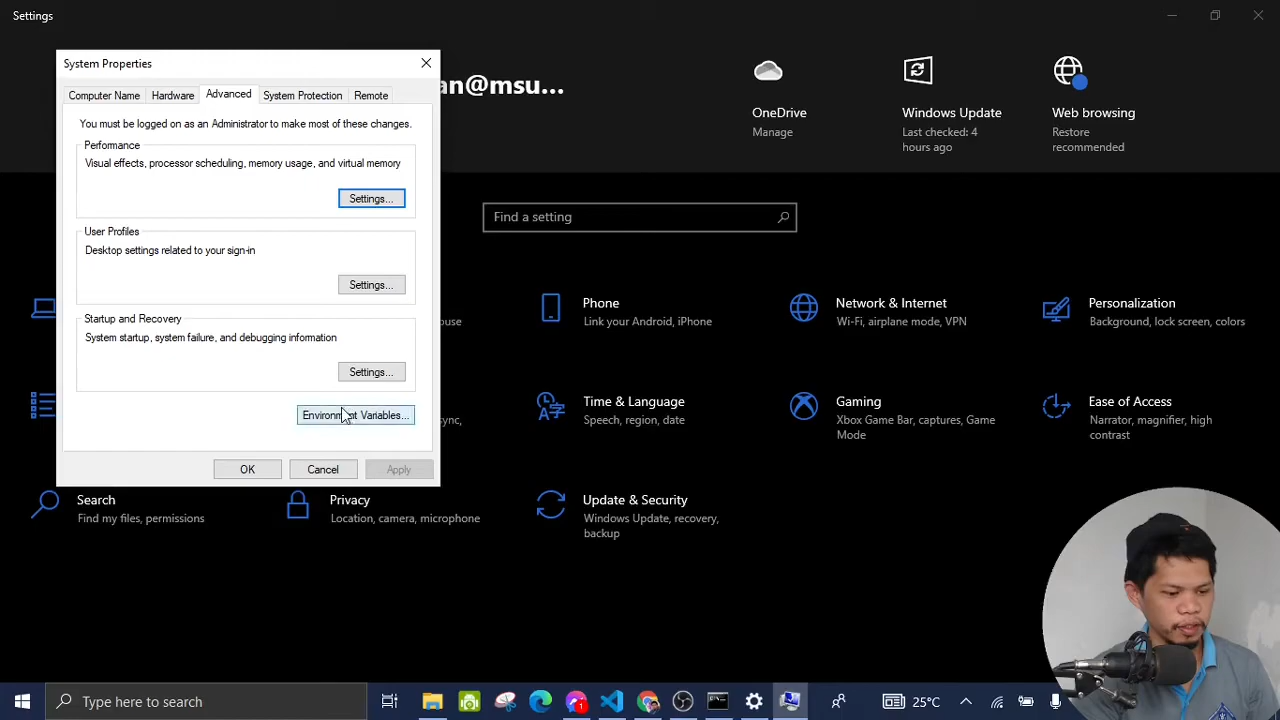 Settings
System Properties
an@msu...
OneDrive
Manage
Windows Update
Last checked: 4
hours ago
Web browsing
Restore
recommended
Computer Name
Hardware
Advanced
System Protection
Remote
You must be logged on as an Administrator to make most of these changes.
Performance
Visual effects, processor scheduling, memory usage, and virtual memory
Settings...
User Profiles
Desktop settings related to your sign-in
Settings...
Startup and Recovery
System startup, system failure, and debugging information
Settings...
Environment Variables...
OK
Cancel
Apply
Find a setting
ouse
Phone
Link your Android, iPhone
Network & Internet
Wi-Fi, airplane mode, VPN
Personalization
Background, lock screen, colors
ync,
Time & Language
Speech, region, date
Gaming
Xbox Game Bar, captures, Game
Mode
Ease of Access
Narrator, magnifier, high
contrast
Search
Find my files, permissions
Privacy
Location, camera, microphone
Update & Security
Windows Update, recovery,
backup
Type here to search
1
25°C